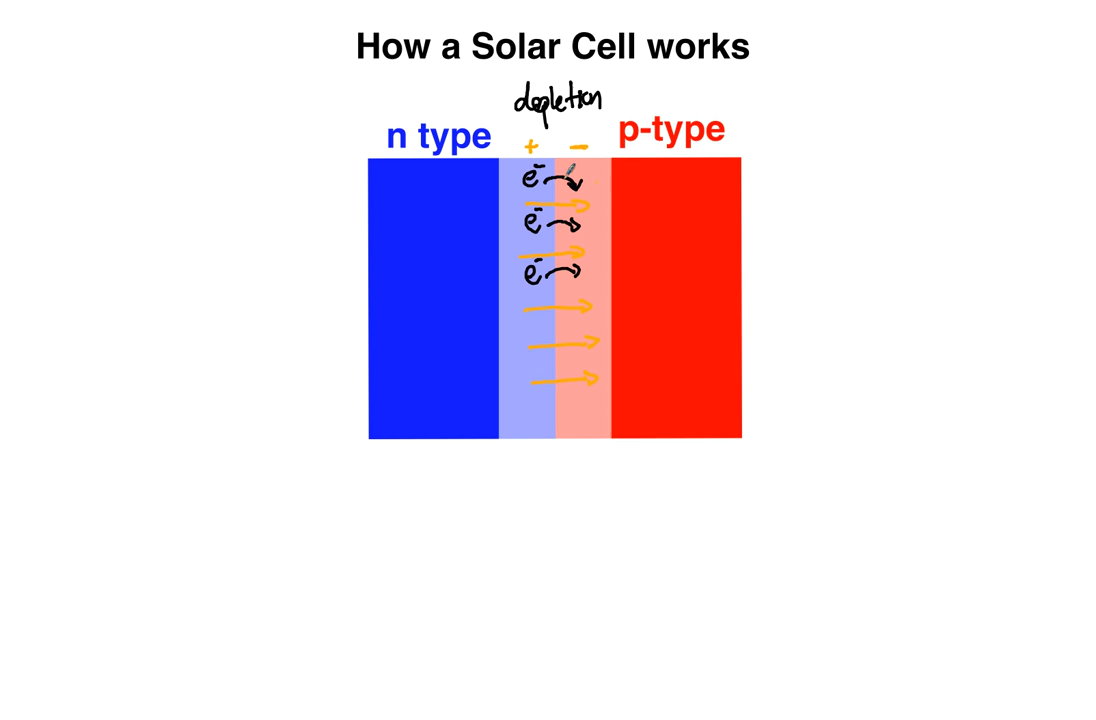 How a Solar Cell works
depletion
n type p-type
+ −
e⁻
e⁻
e⁻